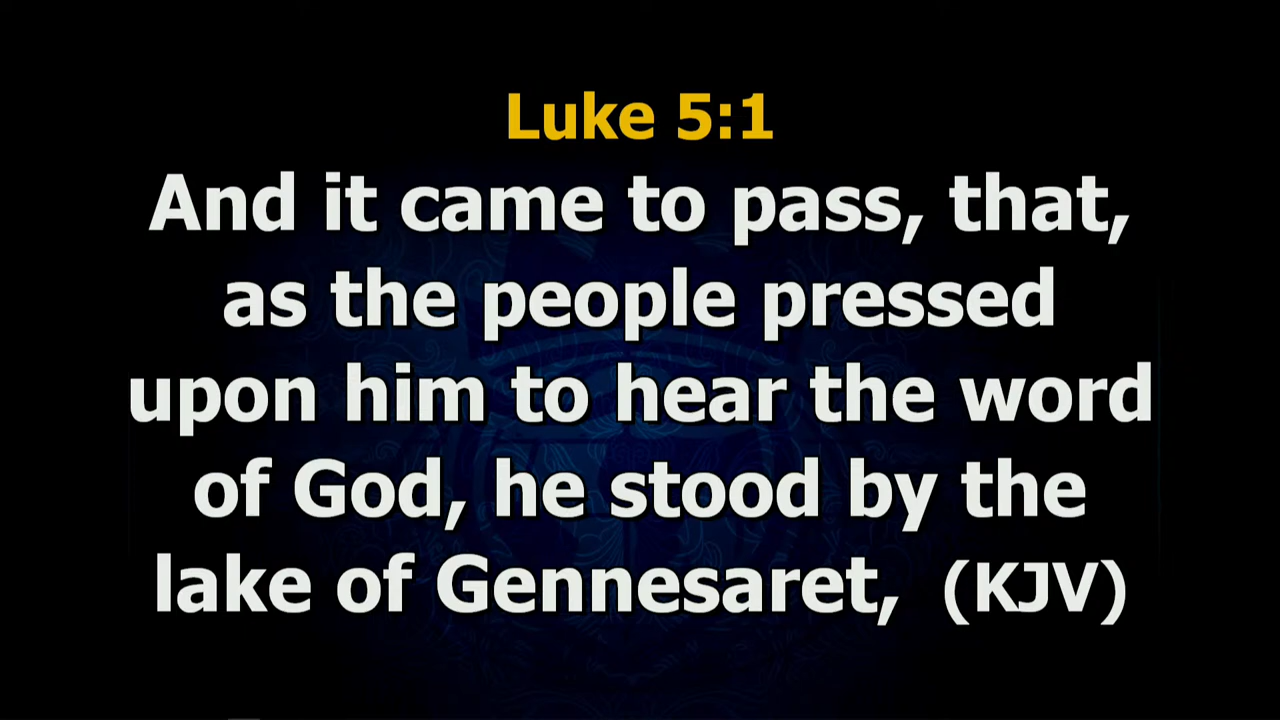 Luke 5:1
And it came to pass, that,
as the people pressed
upon him to hear the word
of God, he stood by the
lake of Gennesaret, (KJV)